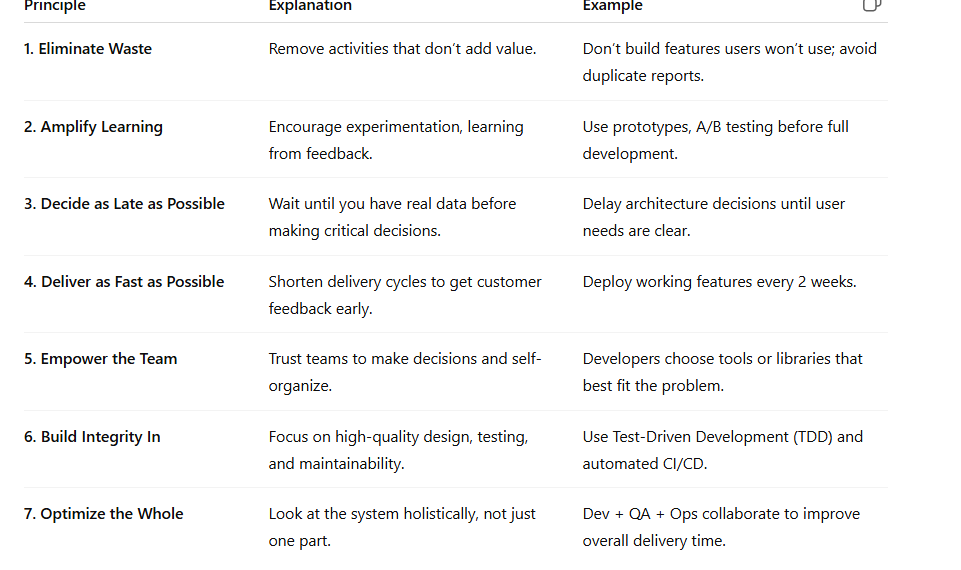 Principle Explanation Example
1. Eliminate Waste Remove activities that don’t add value. Don’t build features users won’t use; avoid
duplicate reports.
2. Amplify Learning Encourage experimentation, learning Use prototypes, A/B testing before full
from feedback. development.
3. Decide as Late as Possible Wait until you have real data before Delay architecture decisions until user
making critical decisions. needs are clear.
4. Deliver as Fast as Possible Shorten delivery cycles to get customer Deploy working features every 2 weeks.
feedback early.
5. Empower the Team Trust teams to make decisions and self- Developers choose tools or libraries that
organize. best fit the problem.
6. Build Integrity In Focus on high-quality design, testing, Use Test-Driven Development (TDD) and
and maintainability. automated CI/CD.
7. Optimize the Whole Look at the system holistically, not just Dev + QA + Ops collaborate to improve
one part. overall delivery time.